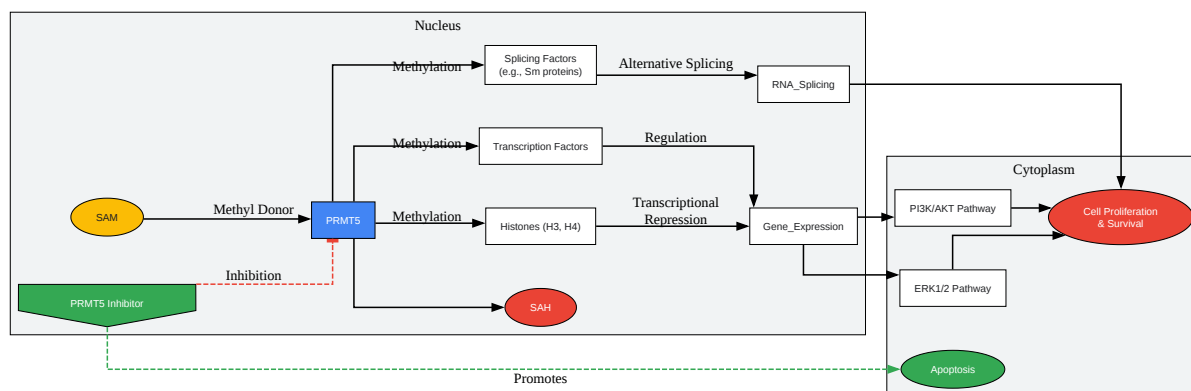 Nucleus
Splicing Factors
(e.g., Sm proteins)
Methylation
Alternative Splicing
RNA_Splicing
Methylation
Transcription Factors
Regulation
Cytoplasm
SAM
Methyl Donor
PRMT5
Methylation
Histones (H3, H4)
Transcriptional
Repression
Gene_Expression
PI3K/AKT Pathway
Cell Proliferation
& Survival
Inhibition
PRMT5 Inhibitor
SAH
ERK1/2 Pathway
Promotes
Apoptosis